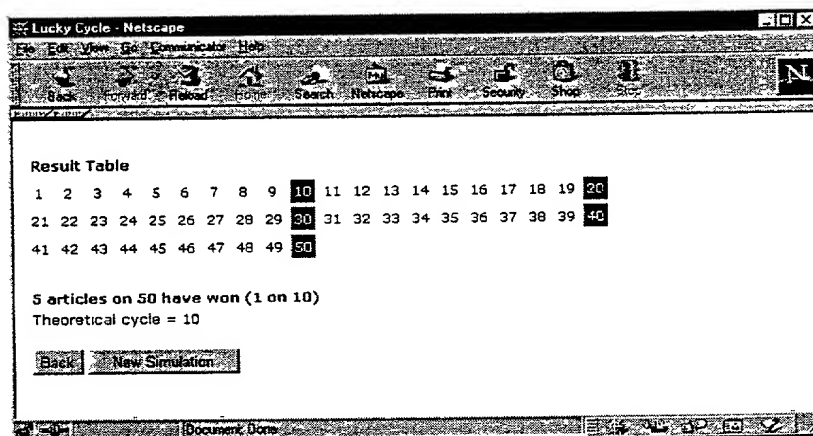 Lucky Cycle - Netscape
File Edit View Go Communicator Help
Back Forward Reload Home Search Netscape Print Security Shop Stop
N
Result Table
1 2 3 4 5 6 7 8 9 10 11 12 13 14 15 16 17 18 19 20
21 22 23 24 25 26 27 28 29 30 31 32 33 34 35 36 37 38 39 40
41 42 43 44 45 46 47 48 49 50
5 articles on 50 have won (1 on 10)
Theoretical cycle = 10
Back New Simulation
Document: Done